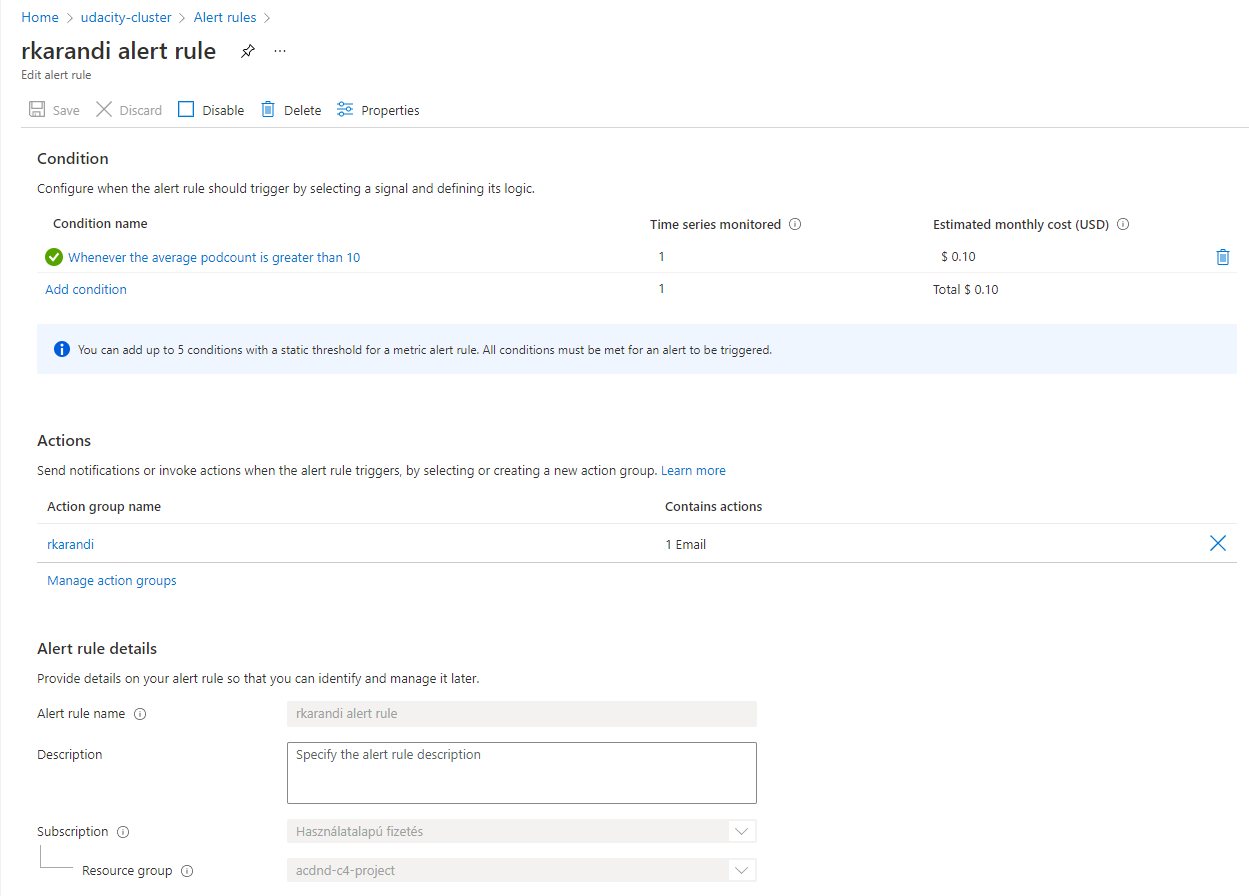 Home > udacity-cluster > Alert rules >
rkarandi alert rule ...
Edit alert rule
Save Discard Disable Delete Properties
Condition
Configure when the alert rule should trigger by selecting a signal and defining its logic.
Condition name Time series monitored Estimated monthly cost (USD)
Whenever the average podcount is greater than 10 1 $ 0.10
Add condition 1 Total $ 0.10
You can add up to 5 conditions with a static threshold for a metric alert rule. All conditions must be met for an alert to be triggered.
Actions
Send notifications or invoke actions when the alert rule triggers, by selecting or creating a new action group. Learn more
Action group name Contains actions
rkarandi 1 Email
Manage action groups
Alert rule details
Provide details on your alert rule so that you can identify and manage it later.
Alert rule name rkarandi alert rule
Description Specify the alert rule description
Subscription Használatalapú fizetés
Resource group acdnd-c4-project